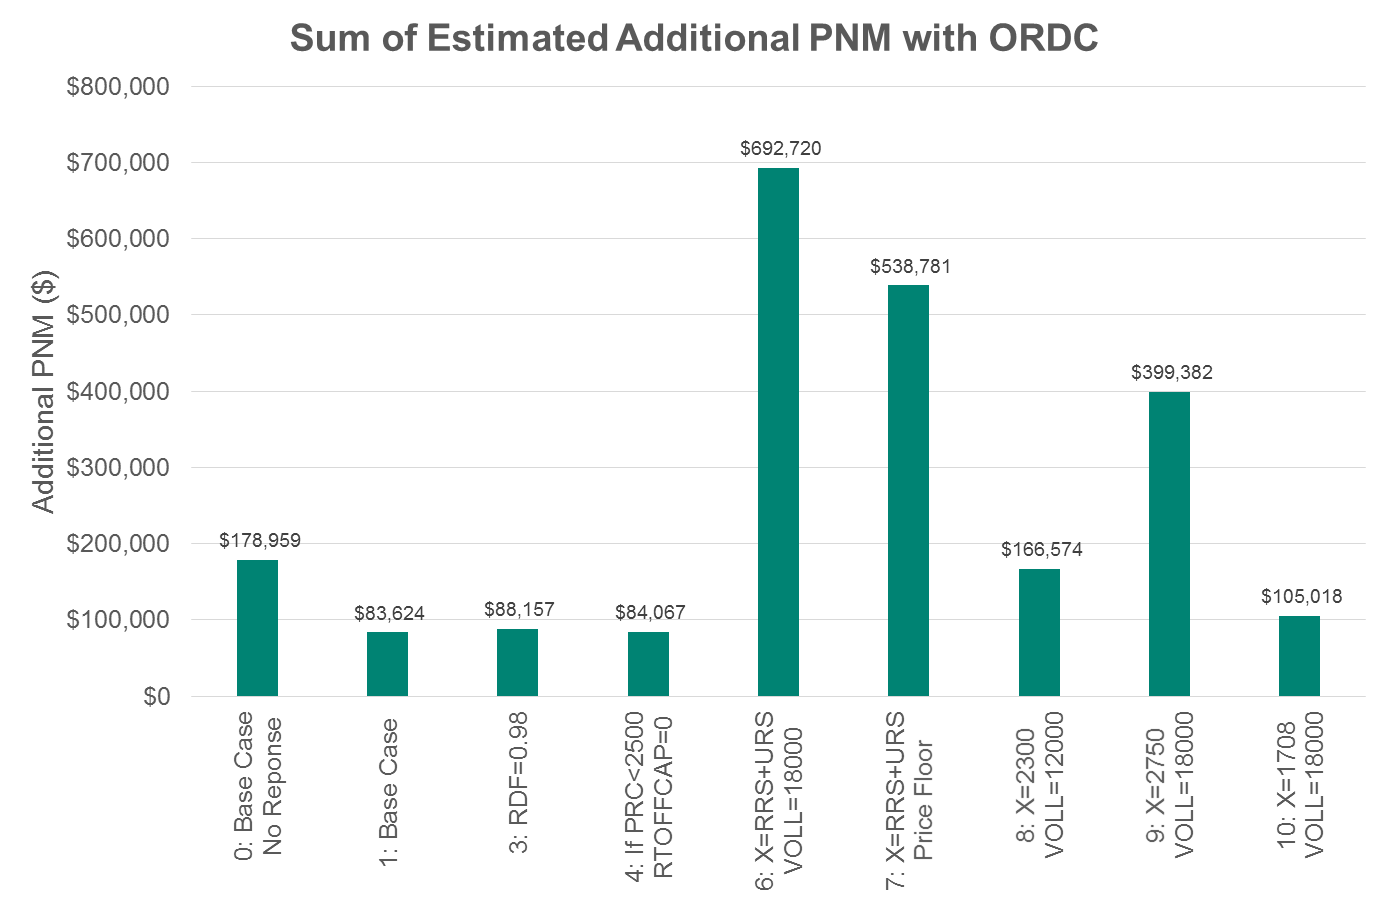 Sum of Estimated Additional PNM with ORDC
Additional PNM ($)
$800,000
$700,000
$600,000
$500,000
$400,000
$300,000
$200,000
$100,000
$0
$178,959
$83,624
$88,157
$84,067
$692,720
$538,781
$166,574
$399,382
$105,018
0: Base Case
No Reponse
1: Base Case
3: RDF=0.98
4: If PRC<2500
RTOFFCAP=0
6: X=RRS+URS
VOLL=18000
7: X=RRS+URS
Price Floor
8: X=2300
VOLL=12000
9: X=2750
VOLL=18000
10: X=1708
VOLL=18000